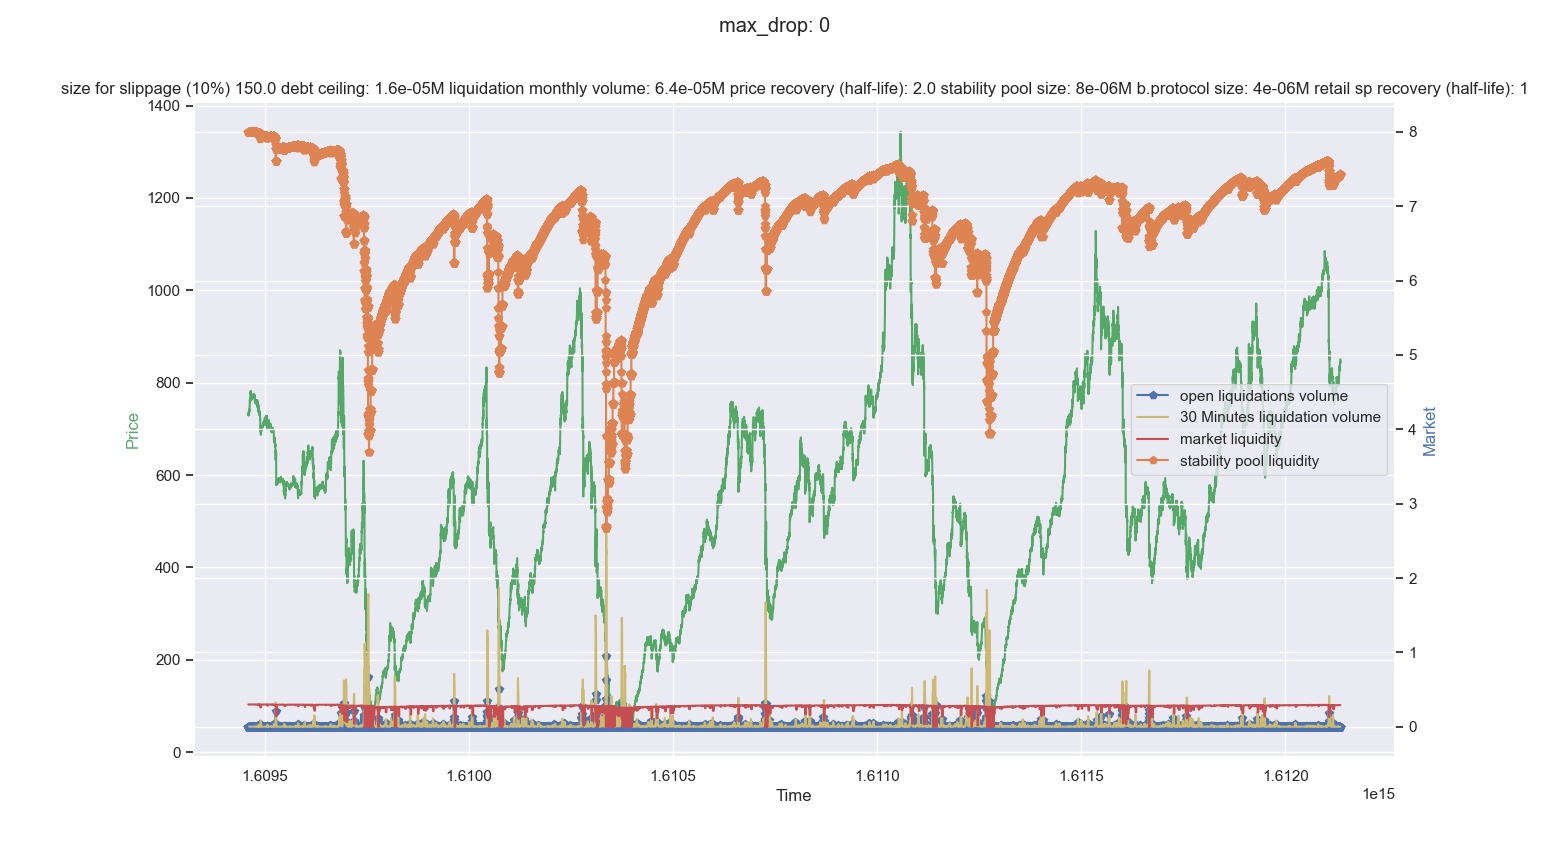 max_drop: 0
size for slippage (10%) 150.0 debt ceiling: 1.6e-05M liquidation monthly volume: 6.4e-05M price recovery (half-life): 2.0 stability pool size: 8e-06M b.protocol size: 4e-06M retail sp recovery (half-life): 1
1400
1200
1000
800
600
400
200
0
Price
8
7
6
5
4
3
2
1
0
Market
open liquidations volume
30 Minutes liquidation volume
market liquidity
stability pool liquidity
1.6095 1.6100 1.6105 1.6110 1.6115 1.6120
1e15
Time